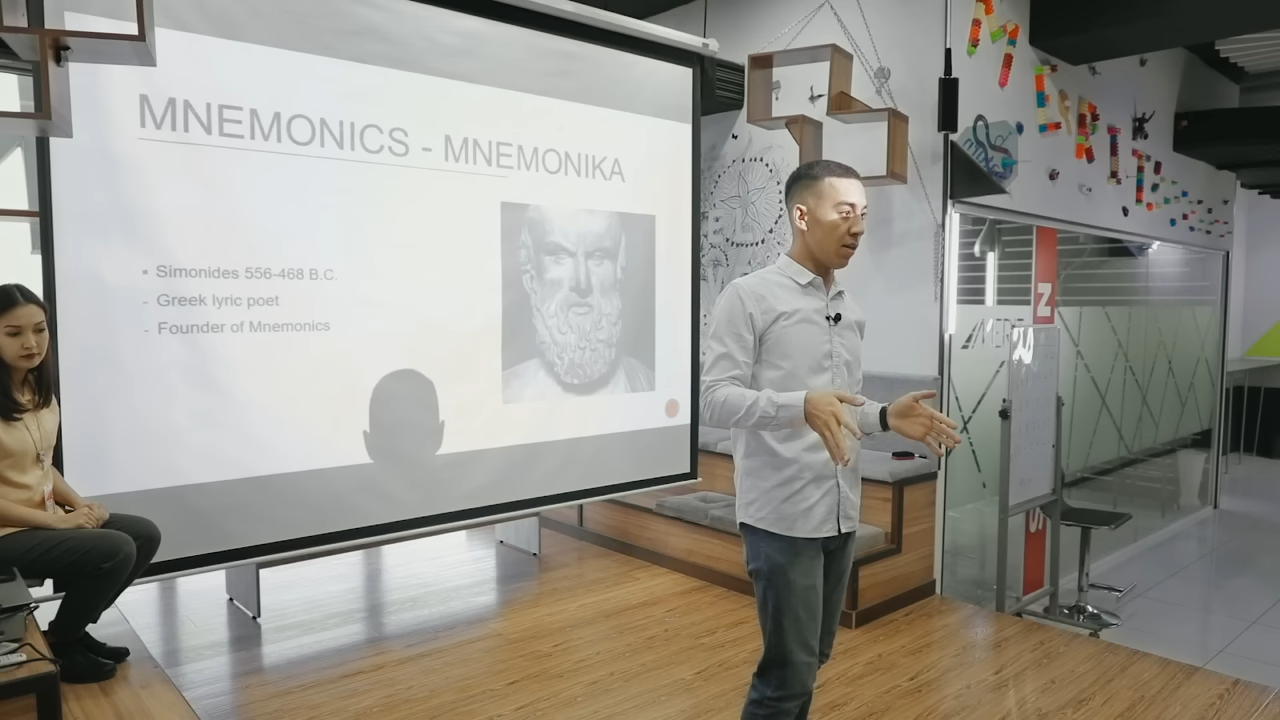 MNEMONICS - MNEMONIKA
▪ Simonides 556-468 B.C.
- Greek lyric poet
- Founder of Mnemonics
N
S